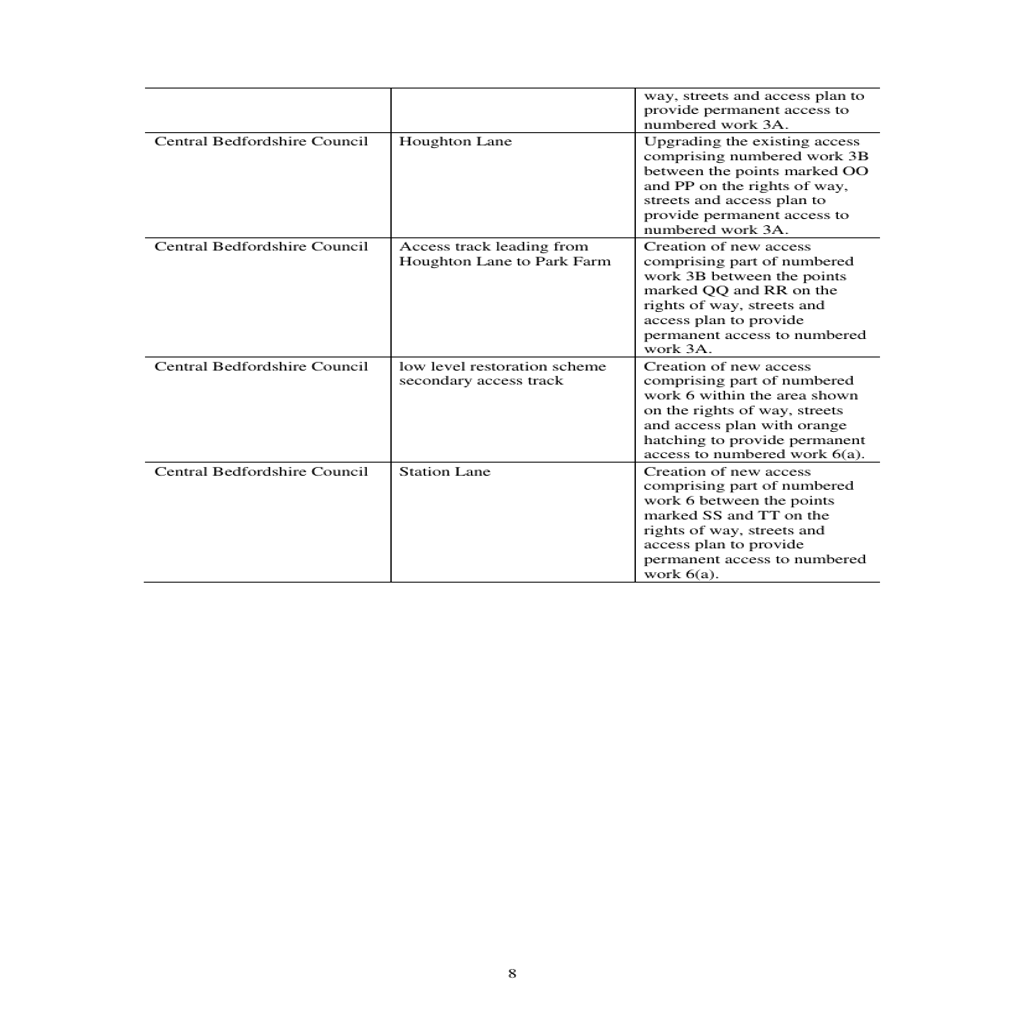 way, streets and access plan to
provide permanent access to
numbered work 3A.
Central Bedfordshire Council
Houghton Lane
Upgrading the existing access
comprising numbered work 3B
between the points marked OO
and PP on the rights of way,
streets and access plan to
provide permanent access to
numbered work 3A.
Central Bedfordshire Council
Access track leading from
Houghton Lane to Park Farm
Creation of new access
comprising part of numbered
work 3B between the points
marked QQ and RR on the
rights of way, streets and
access plan to provide
permanent access to numbered
work 3A.
Central Bedfordshire Council
low level restoration scheme
secondary access track
Creation of new access
comprising part of numbered
work 6 within the area shown
on the rights of way, streets
and access plan with orange
hatching to provide permanent
access to numbered work 6(a).
Central Bedfordshire Council
Station Lane
Creation of new access
comprising part of numbered
work 6 between the points
marked SS and TT on the
rights of way, streets and
access plan to provide
permanent access to numbered
work 6(a).
8